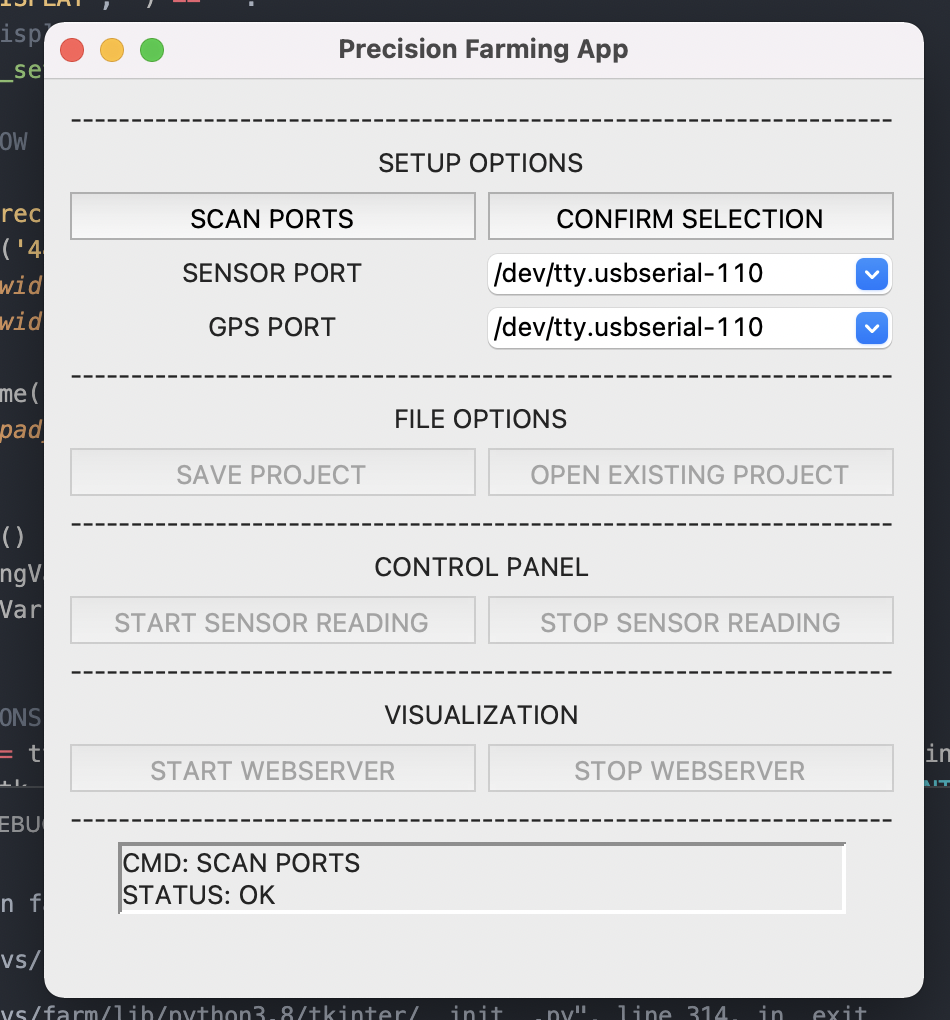 Precision Farming App
--------------------------------------------------------------------
SETUP OPTIONS
SCAN PORTS CONFIRM SELECTION
SENSOR PORT /dev/tty.usbserial-110
GPS PORT /dev/tty.usbserial-110
--------------------------------------------------------------------
FILE OPTIONS
SAVE PROJECT OPEN EXISTING PROJECT
--------------------------------------------------------------------
CONTROL PANEL
START SENSOR READING STOP SENSOR READING
--------------------------------------------------------------------
VISUALIZATION
START WEBSERVER STOP WEBSERVER
--------------------------------------------------------------------
CMD: SCAN PORTS
STATUS: OK
vs/farm/lib/python3.8/tkinter/__init__.py", line 314, in exit